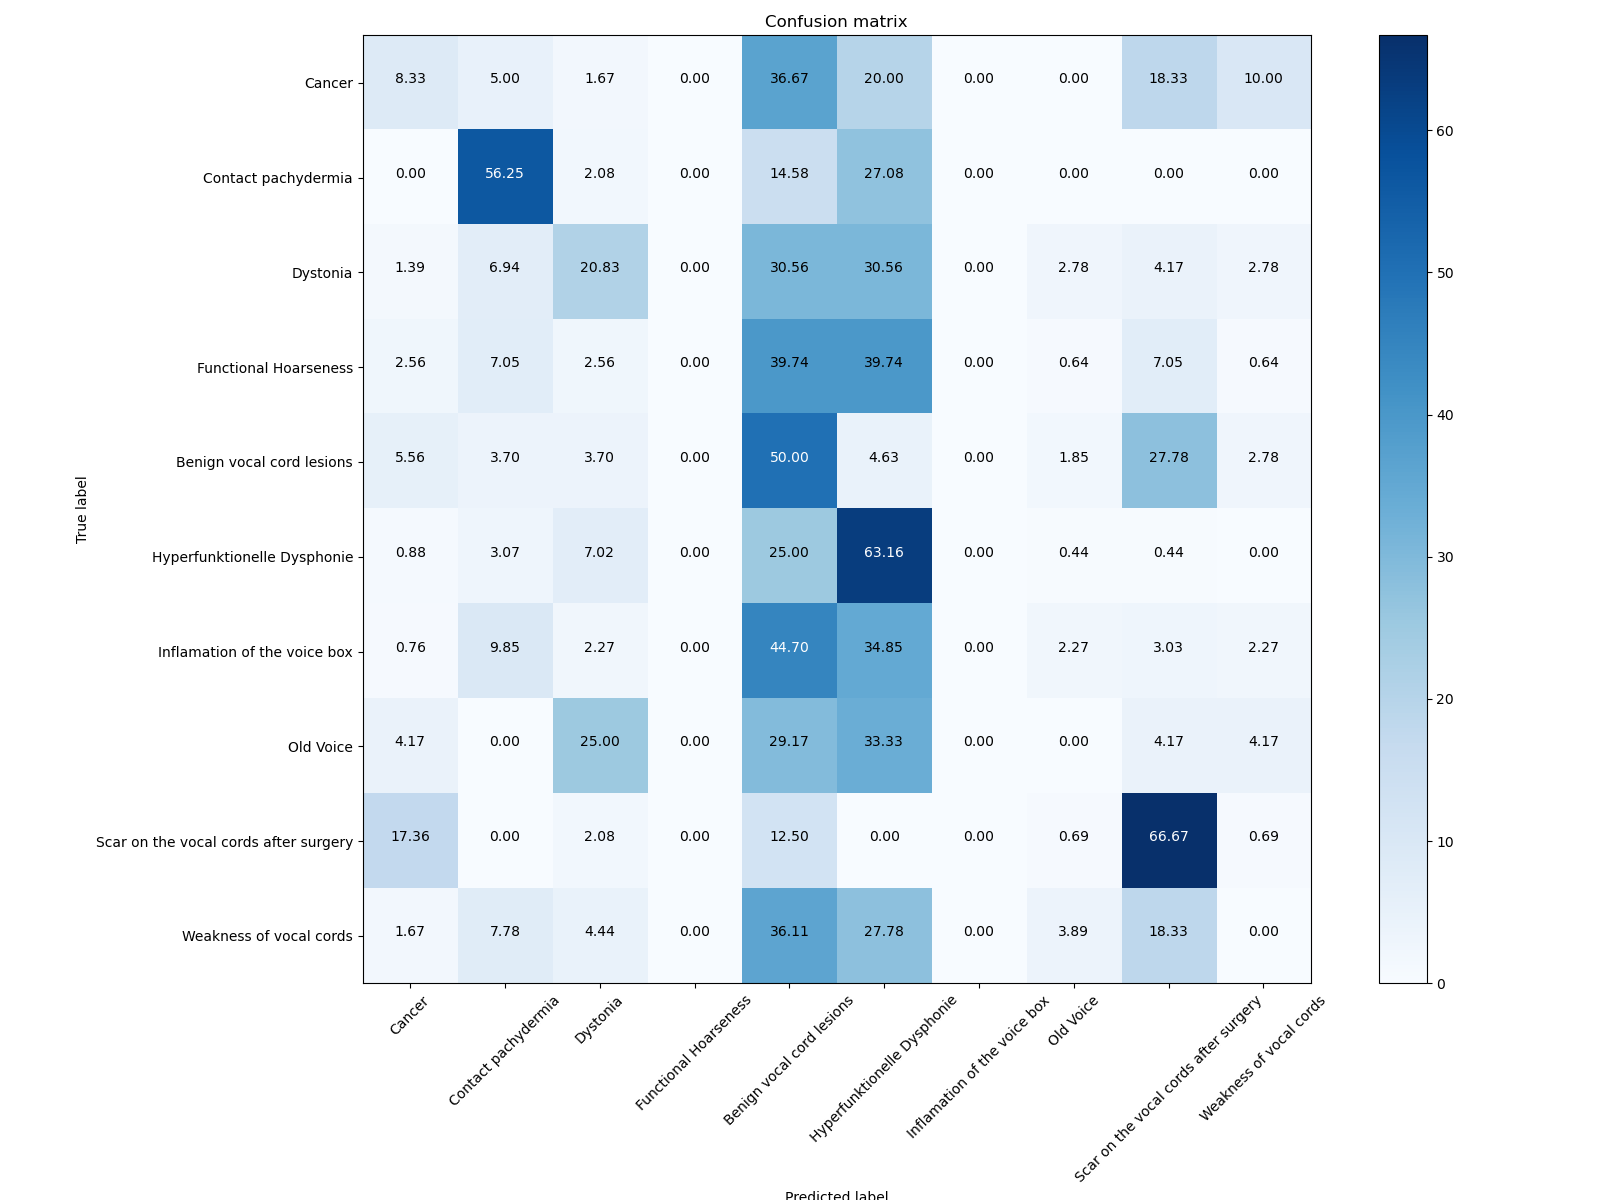 Confusion matrix
Cancer 8.33 5.00 1.67 0.00 36.67 20.00 0.00 0.00 18.33 10.00
Contact pachydermia 0.00 56.25 2.08 0.00 14.58 27.08 0.00 0.00 0.00 0.00
Dystonia 1.39 6.94 20.83 0.00 30.56 30.56 0.00 2.78 4.17 2.78
Functional Hoarseness 2.56 7.05 2.56 0.00 39.74 39.74 0.00 0.64 7.05 0.64
Benign vocal cord lesions 5.56 3.70 3.70 0.00 50.00 4.63 0.00 1.85 27.78 2.78
Hyperfunktionelle Dysphonie 0.88 3.07 7.02 0.00 25.00 63.16 0.00 0.44 0.44 0.00
Inflamation of the voice box 0.76 9.85 2.27 0.00 44.70 34.85 0.00 2.27 3.03 2.27
Old Voice 4.17 0.00 25.00 0.00 29.17 33.33 0.00 0.00 4.17 4.17
Scar on the vocal cords after surgery 17.36 0.00 2.08 0.00 12.50 0.00 0.00 0.69 66.67 0.69
Weakness of vocal cords 1.67 7.78 4.44 0.00 36.11 27.78 0.00 3.89 18.33 0.00
True label
Cancer
Contact pachydermia
Dystonia
Functional Hoarseness
Benign vocal cord lesions
Hyperfunktionelle Dysphonie
Inflamation of the voice box
Old Voice
Scar on the vocal cords after surgery
Weakness of vocal cords
Predicted label
60
50
40
30
20
10
0